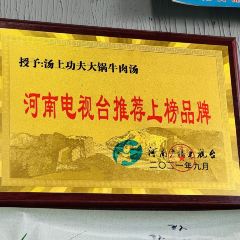 授予:汤上功夫大锅牛肉汤
河南电视台推荐上榜品牌
河南广播电视台
二〇二一年九月